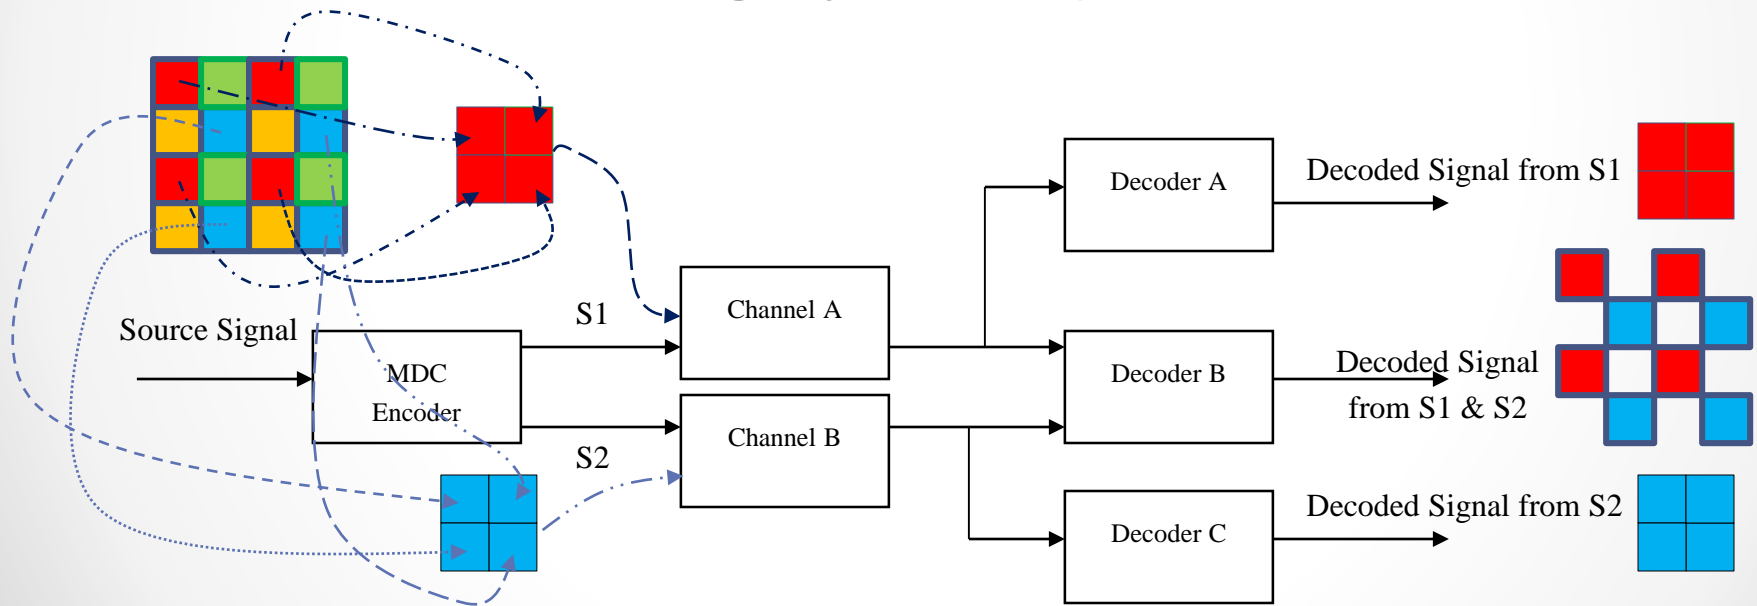 Source Signal
MDC
Encoder
S1
S2
Channel A
Channel B
Decoder A
Decoder B
Decoder C
Decoded Signal from S1
Decoded Signal
from S1 & S2
Decoded Signal from S2